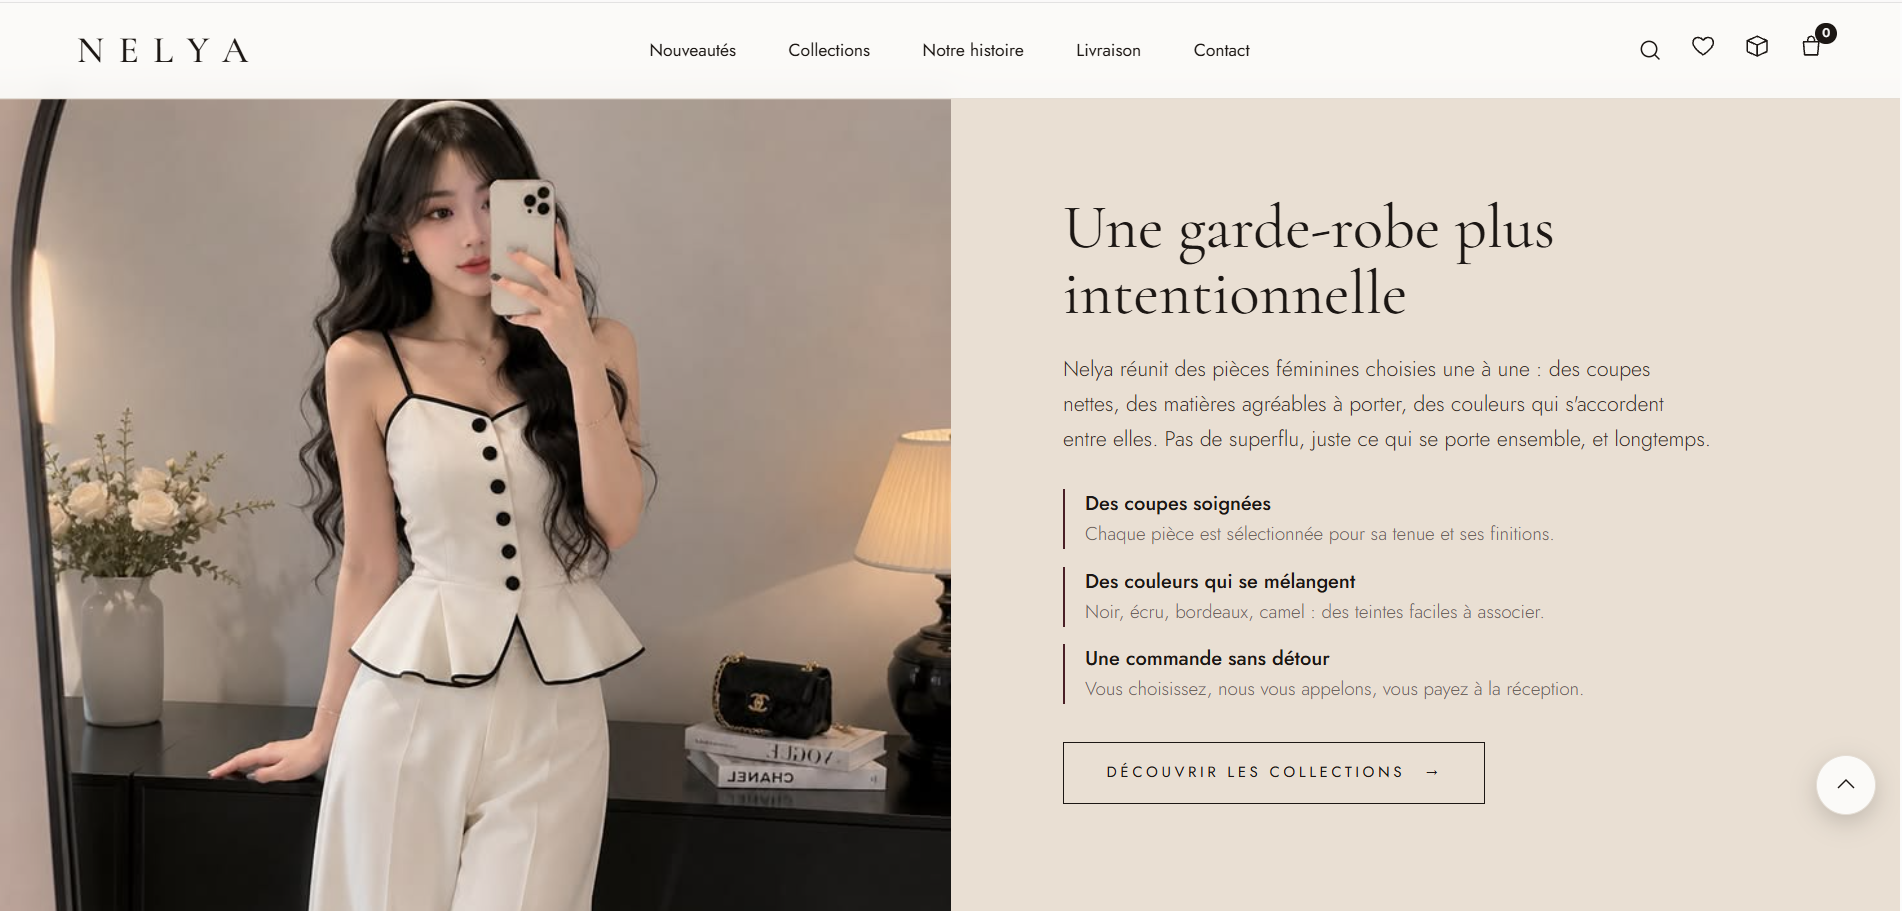 NELYA
Nouveautés
Collections
Notre histoire
Livraison
Contact
0
Une garde-robe plus
intentionnelle
Nelya réunit des pièces féminines choisies une à une : des coupes
nettes, des matières agréables à porter, des couleurs qui s'accordent
entre elles. Pas de superflu, juste ce qui se porte ensemble, et longtemps.
Des coupes soignées
Chaque pièce est sélectionnée pour sa tenue et ses finitions.
Des couleurs qui se mélangent
Noir, écru, bordeaux, camel : des teintes faciles à associer.
Une commande sans détour
Vous choisissez, nous vous appelons, vous payez à la réception.
DÉCOUVRIR LES COLLECTIONS →
VOGUE
CHANEL